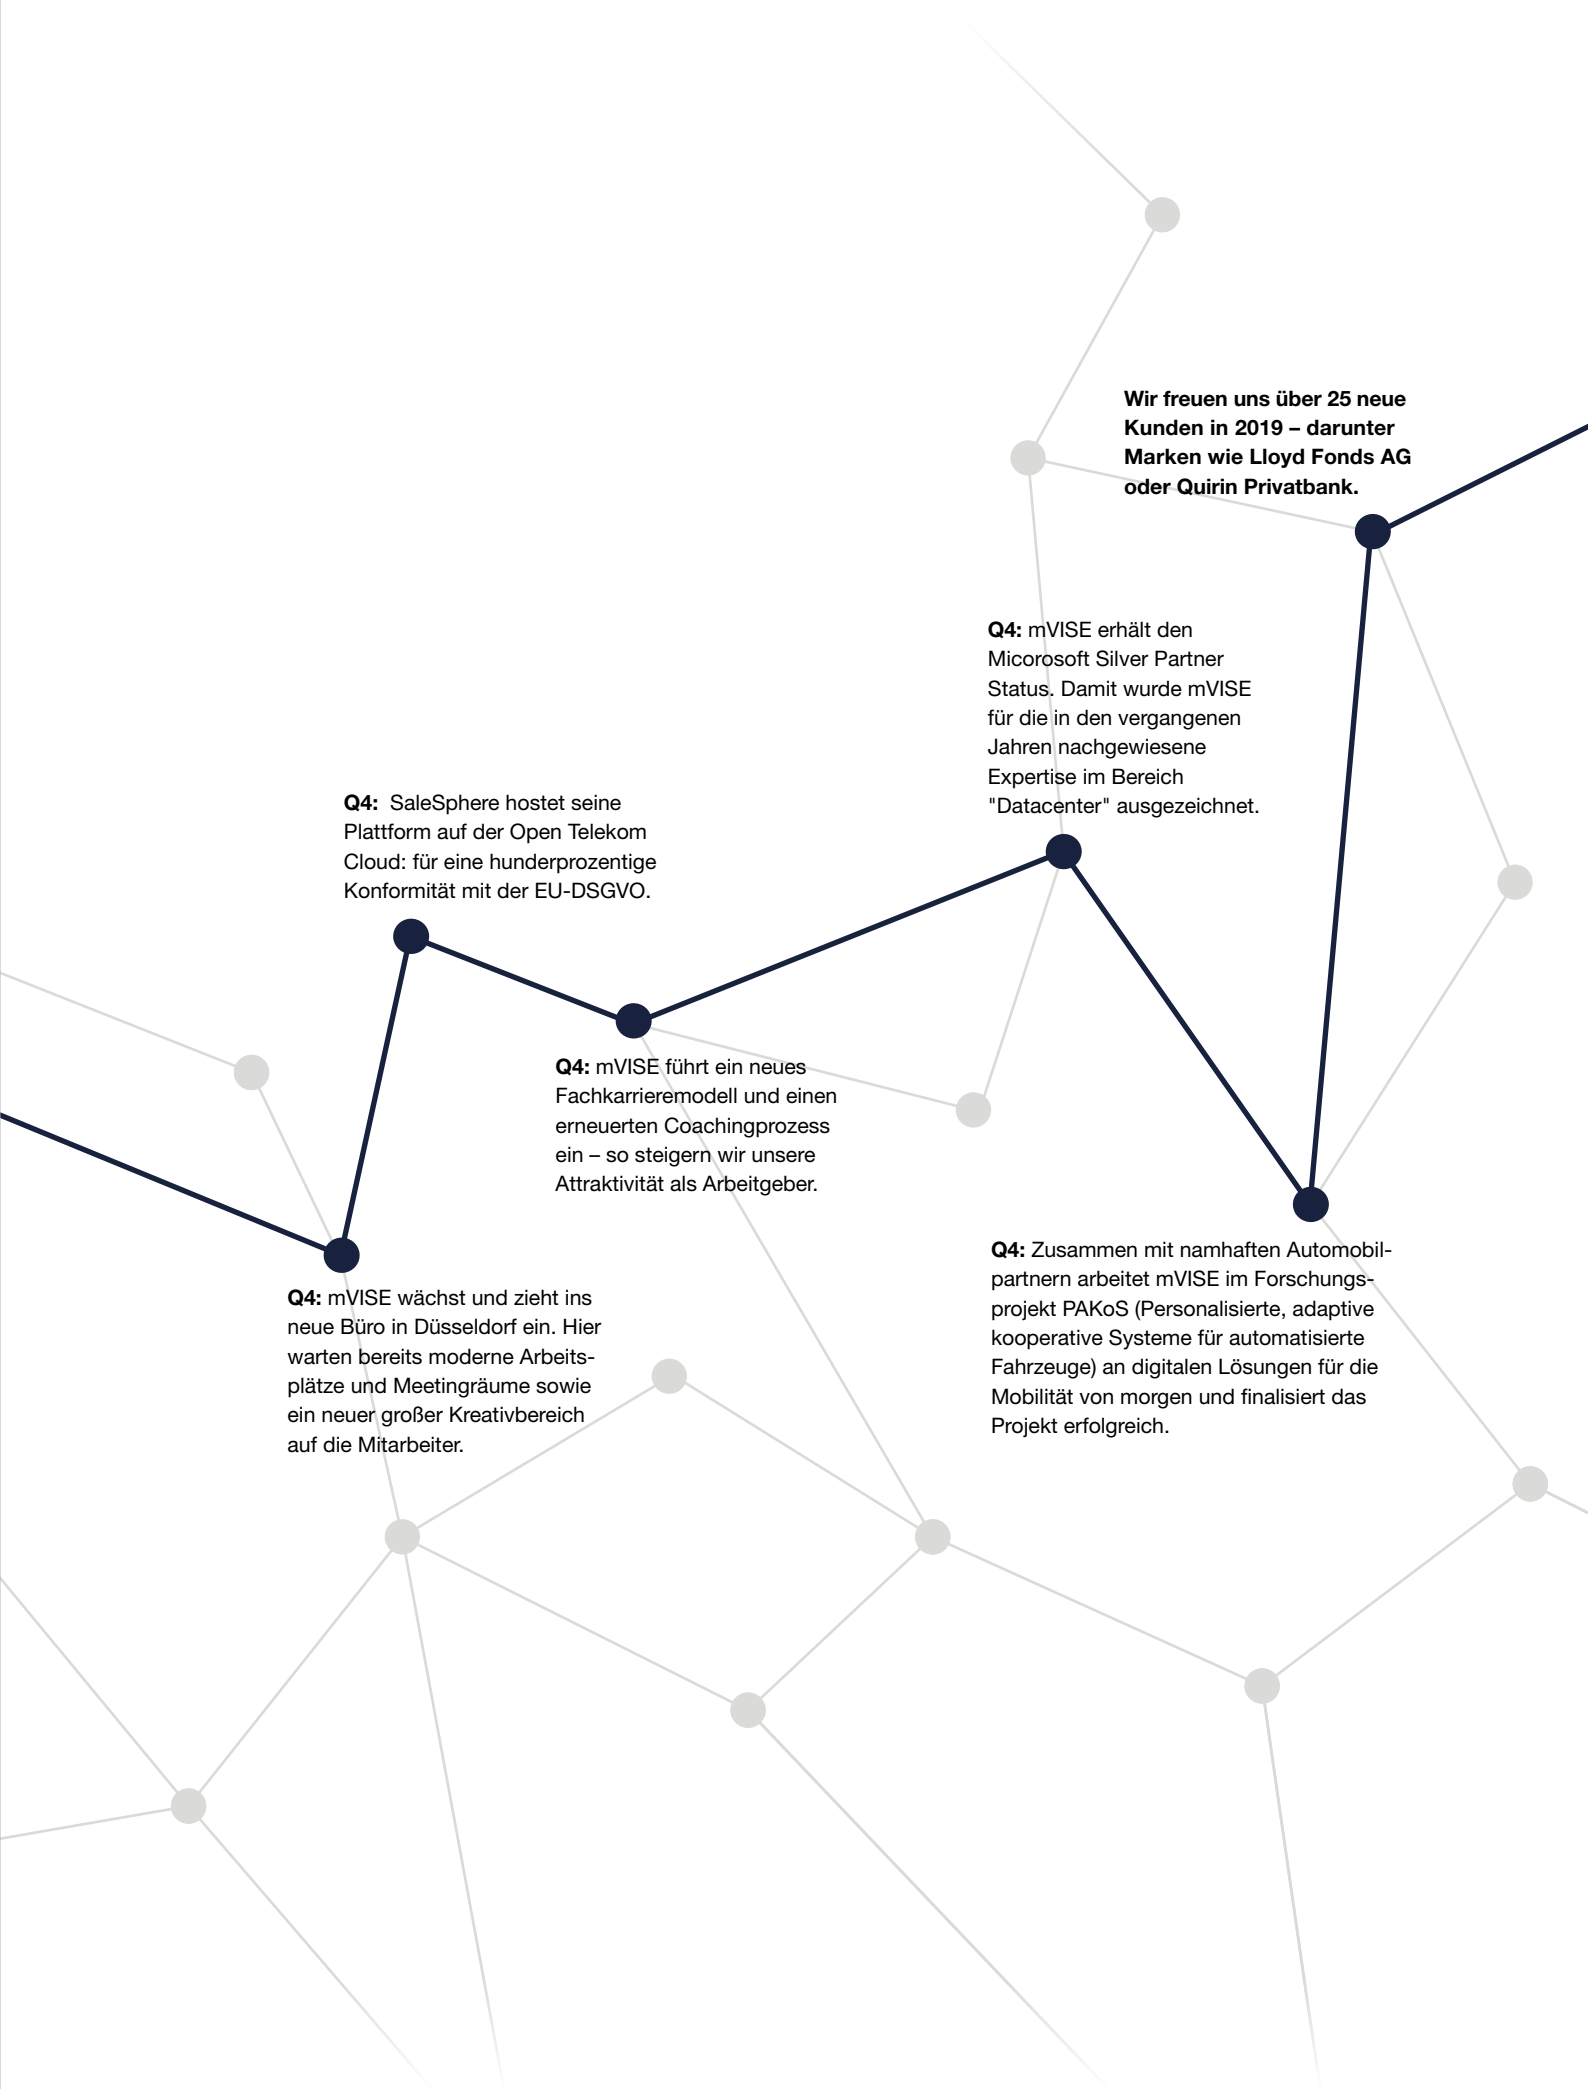 Wir freuen uns über 25 neue
Kunden in 2019 – darunter
Marken wie Lloyd Fonds AG
oder Quirin Privatbank.
Q4: mVISE erhält den
Micorosoft Silver Partner
Status. Damit wurde mVISE
für die in den vergangenen
Jahren nachgewiesene
Expertise im Bereich
"Datacenter" ausgezeichnet.
Q4: SaleSphere hostet seine
Plattform auf der Open Telekom
Cloud: für eine hunderprozentige
Konformität mit der EU-DSGVO.
Q4: mVISE führt ein neues
Fachkarrieremodell und einen
erneuerten Coachingprozess
ein – so steigern wir unsere
Attraktivität als Arbeitgeber.
Q4: mVISE wächst und zieht ins
neue Büro in Düsseldorf ein. Hier
warten bereits moderne Arbeits-
plätze und Meetingräume sowie
ein neuer großer Kreativbereich
auf die Mitarbeiter.
Q4: Zusammen mit namhaften Automobil-
partnern arbeitet mVISE im Forschungs-
projekt PAKoS (Personalisierte, adaptive
kooperative Systeme für automatisierte
Fahrzeuge) an digitalen Lösungen für die
Mobilität von morgen und finalisiert das
Projekt erfolgreich.